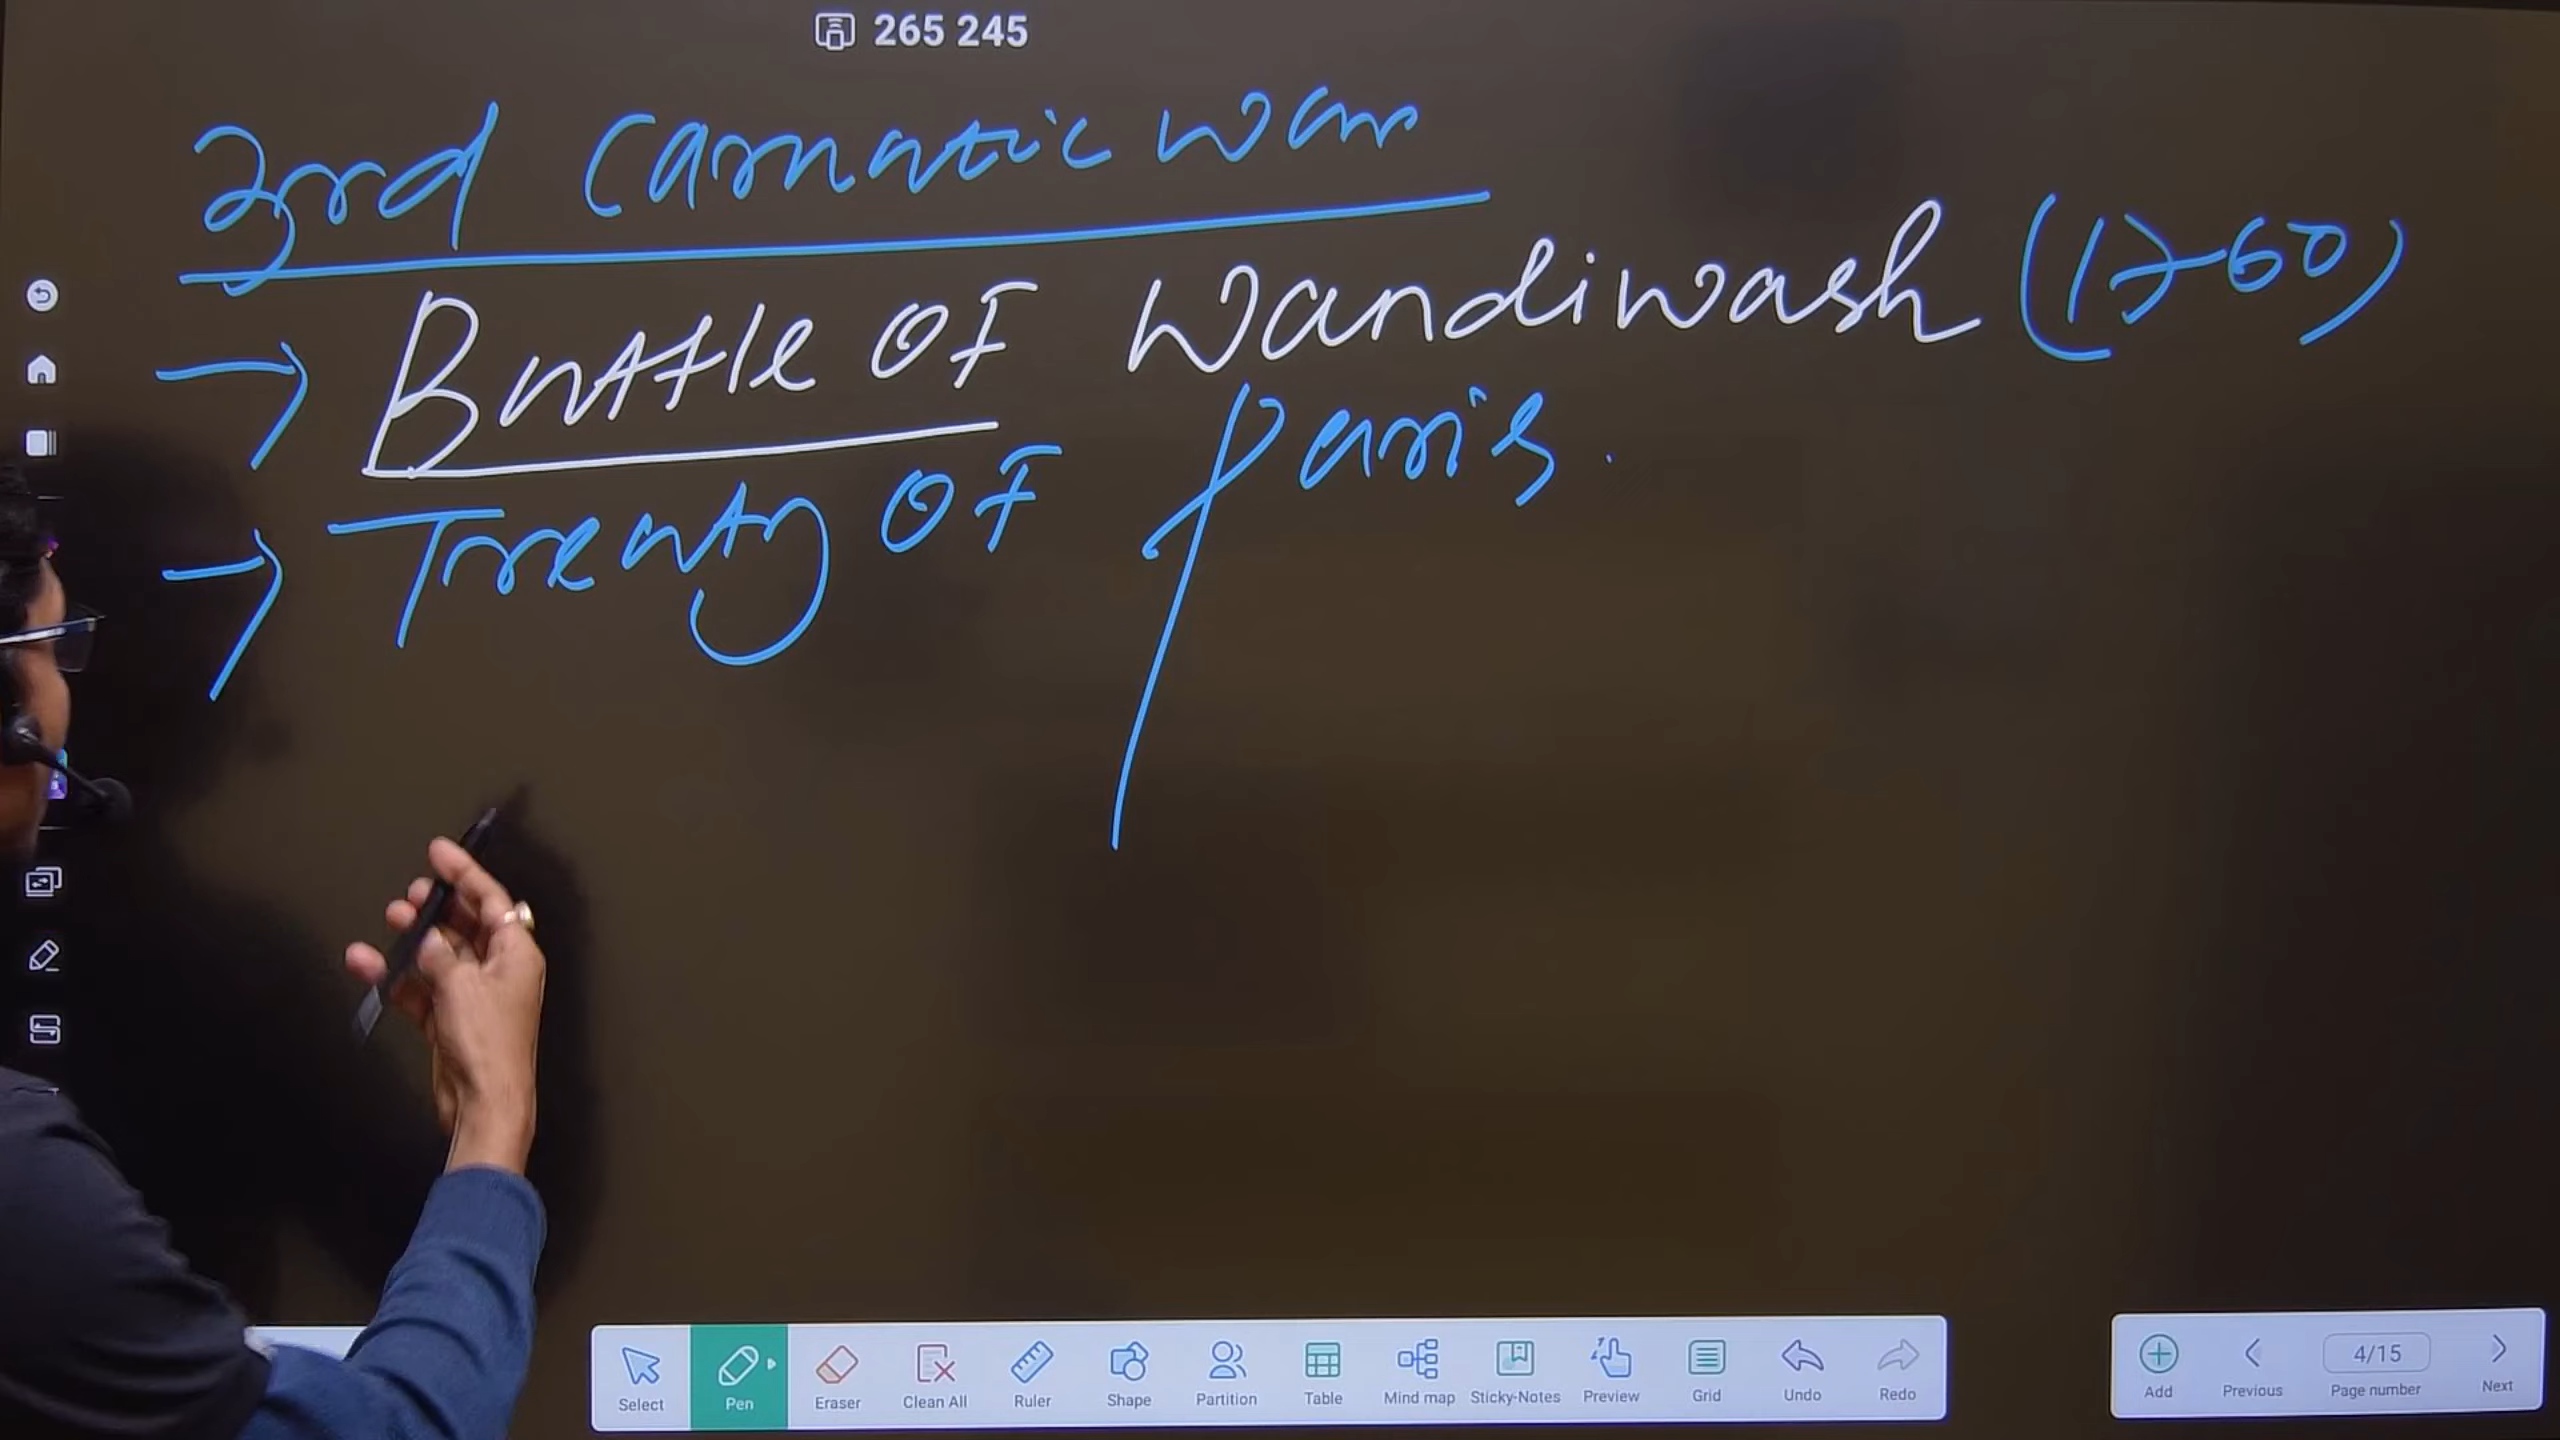 265 245
3rd Carnatic war
→ Battle OF Wandiwash (1760)
→ Treaty OF Paris.
Select Pen Eraser Clean All Ruler Shape Partition Table Mind map Sticky-Notes Preview Grid Undo Redo
Add Previous 4/15 Page number Next